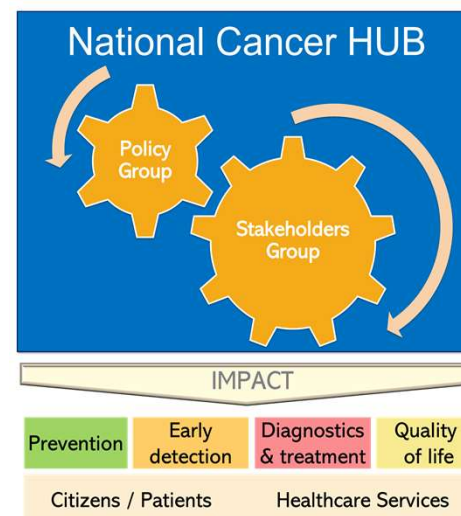 National Cancer HUB
Policy
Group
Stakeholders
Group
IMPACT
Prevention
Early
detection
Diagnostics
& treatment
Quality
of life
Citizens / Patients
Healthcare Services